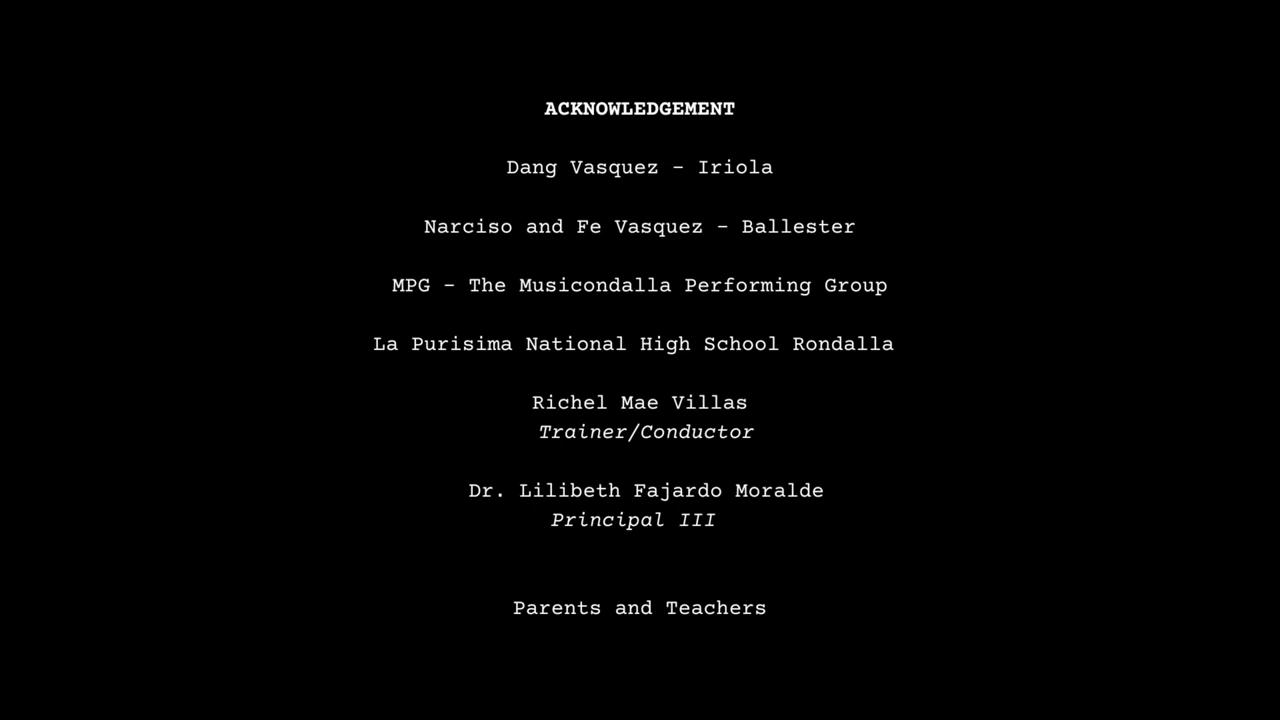 ACKNOWLEDGEMENT
Dang Vasquez - Iriola
Narciso and Fe Vasquez - Ballester
MPG - The Musicondalla Performing Group
La Purisima National High School Rondalla
Richel Mae Villas
Trainer/Conductor
Dr. Lilibeth Fajardo Moralde
Principal III
Parents and Teachers